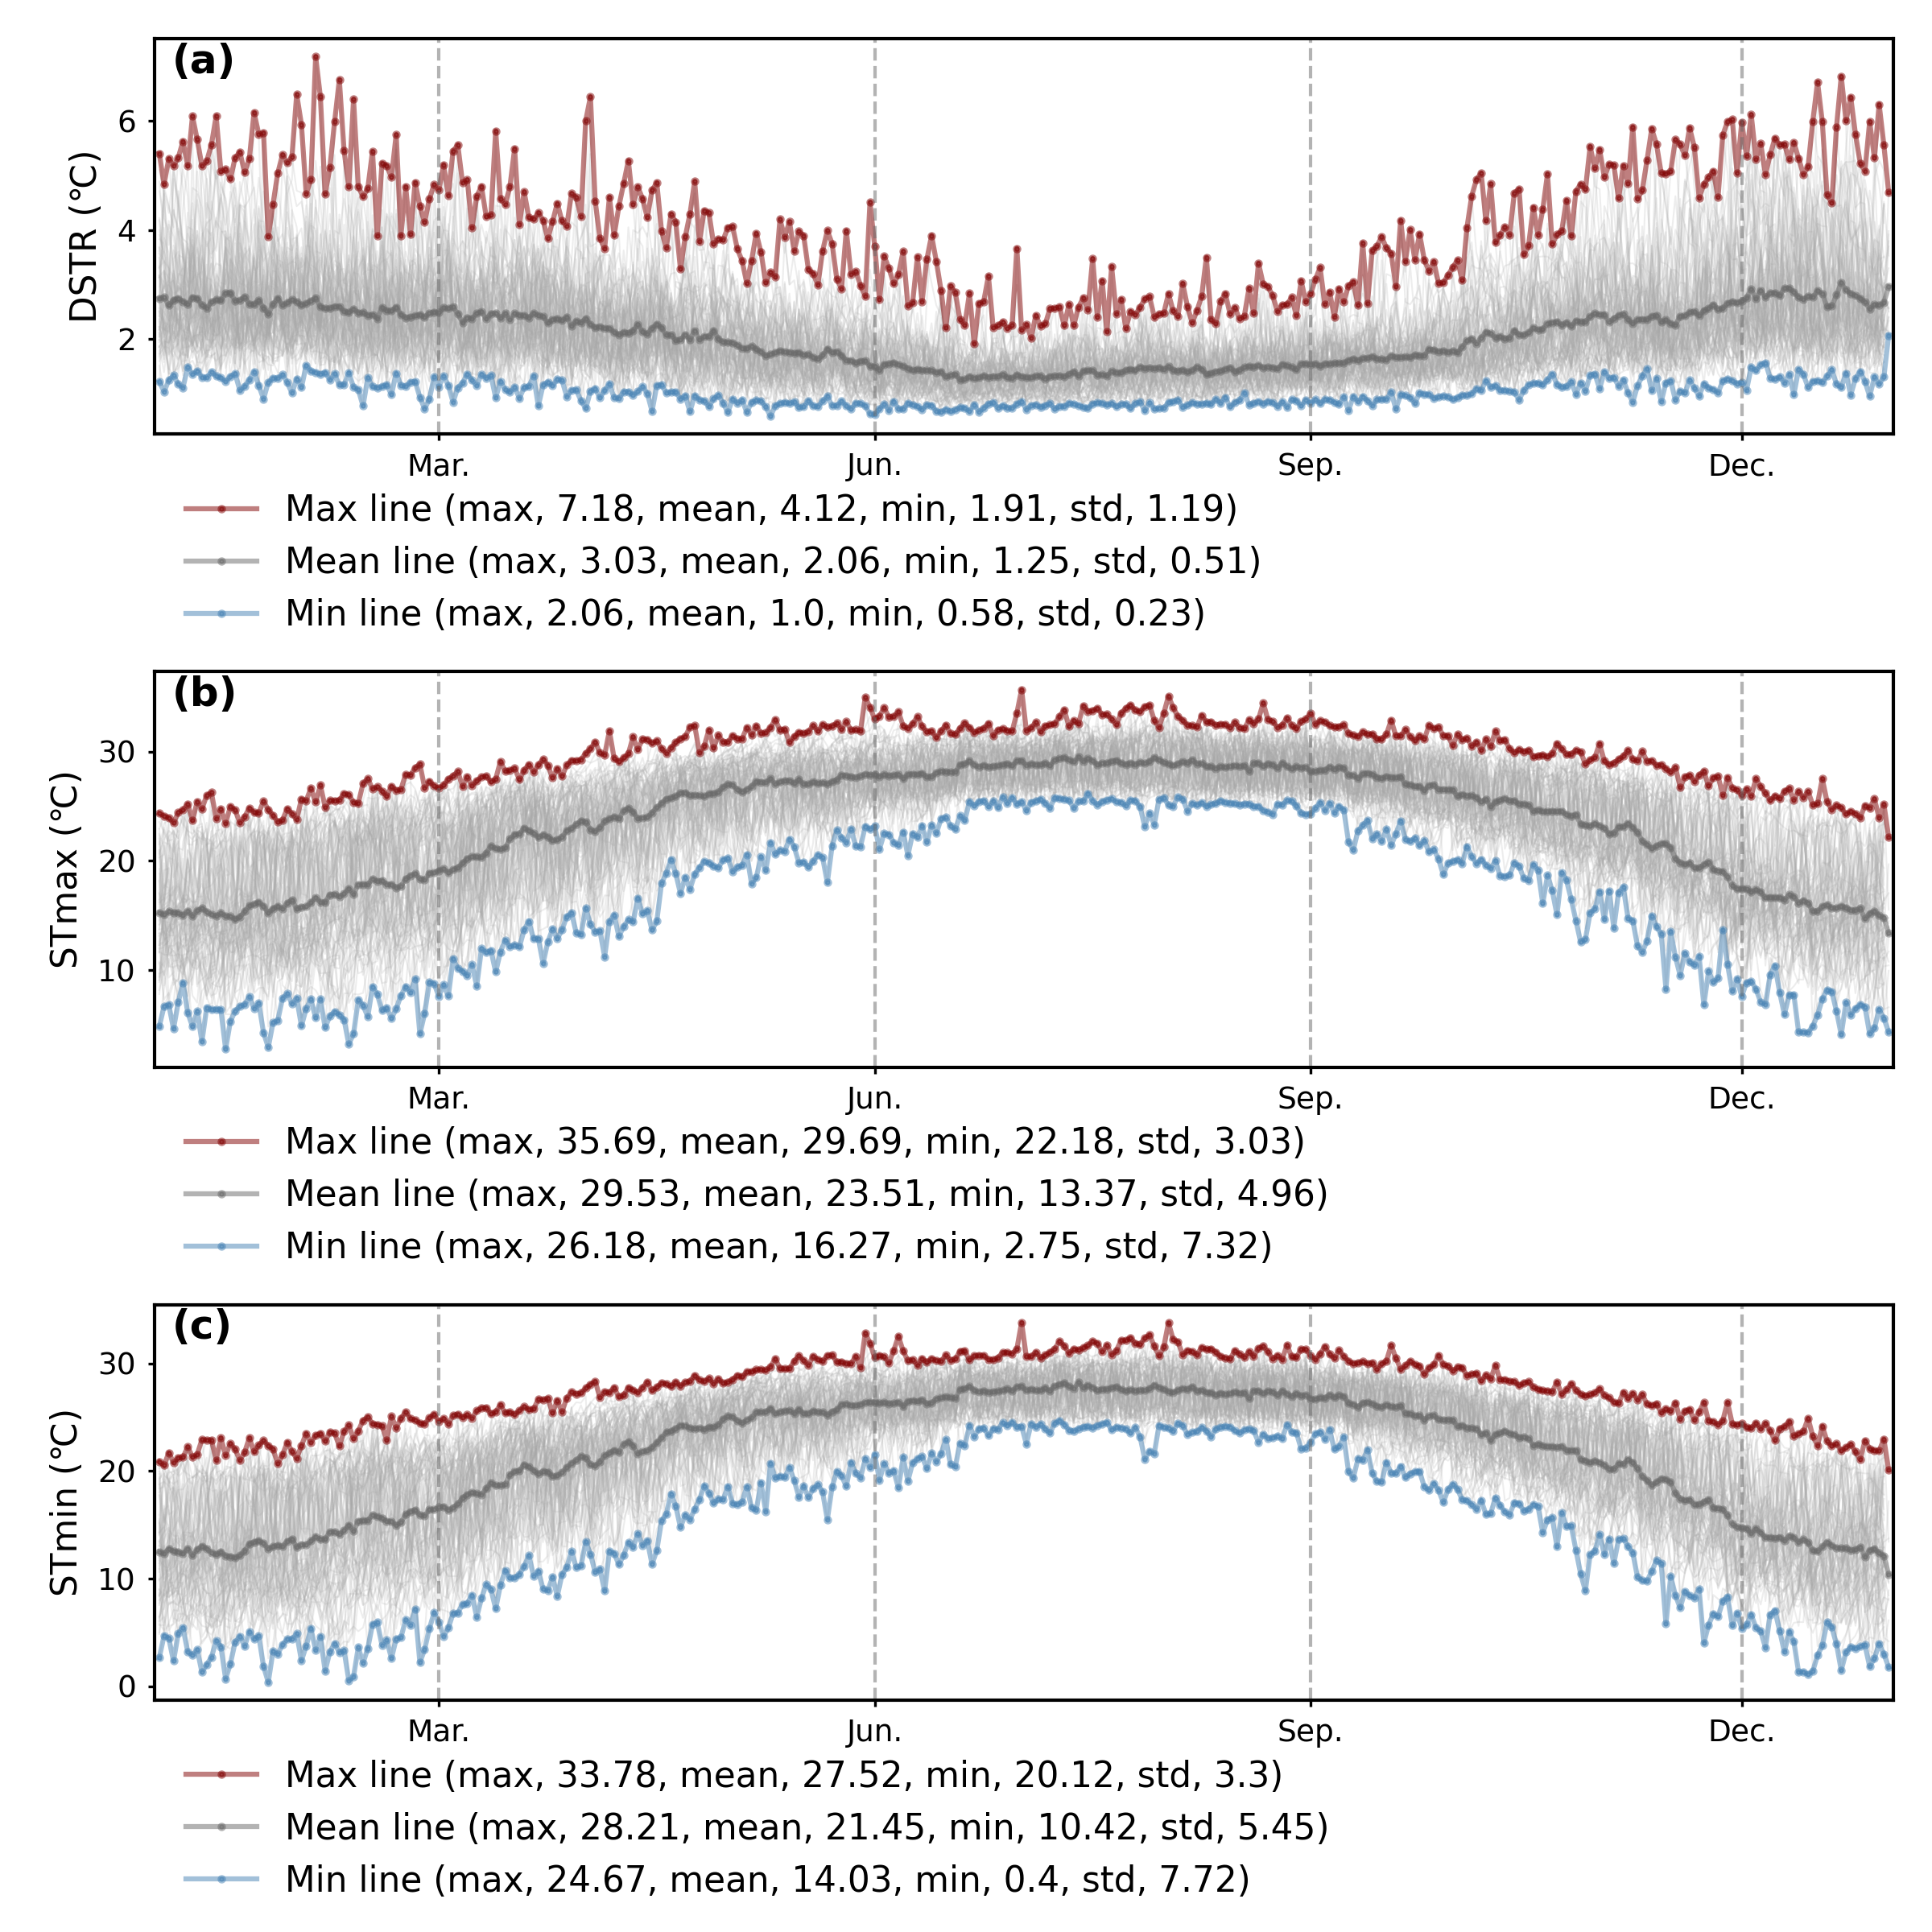 (a)
DSTR (°C)
6
4
2
Mar. Jun. Sep. Dec.
Max line (max, 7.18, mean, 4.12, min, 1.91, std, 1.19)
Mean line (max, 3.03, mean, 2.06, min, 1.25, std, 0.51)
Min line (max, 2.06, mean, 1.0, min, 0.58, std, 0.23)
(b)
STmax (°C)
30
20
10
Mar. Jun. Sep. Dec.
Max line (max, 35.69, mean, 29.69, min, 22.18, std, 3.03)
Mean line (max, 29.53, mean, 23.51, min, 13.37, std, 4.96)
Min line (max, 26.18, mean, 16.27, min, 2.75, std, 7.32)
(c)
STmin (°C)
30
20
10
0
Mar. Jun. Sep. Dec.
Max line (max, 33.78, mean, 27.52, min, 20.12, std, 3.3)
Mean line (max, 28.21, mean, 21.45, min, 10.42, std, 5.45)
Min line (max, 24.67, mean, 14.03, min, 0.4, std, 7.72)